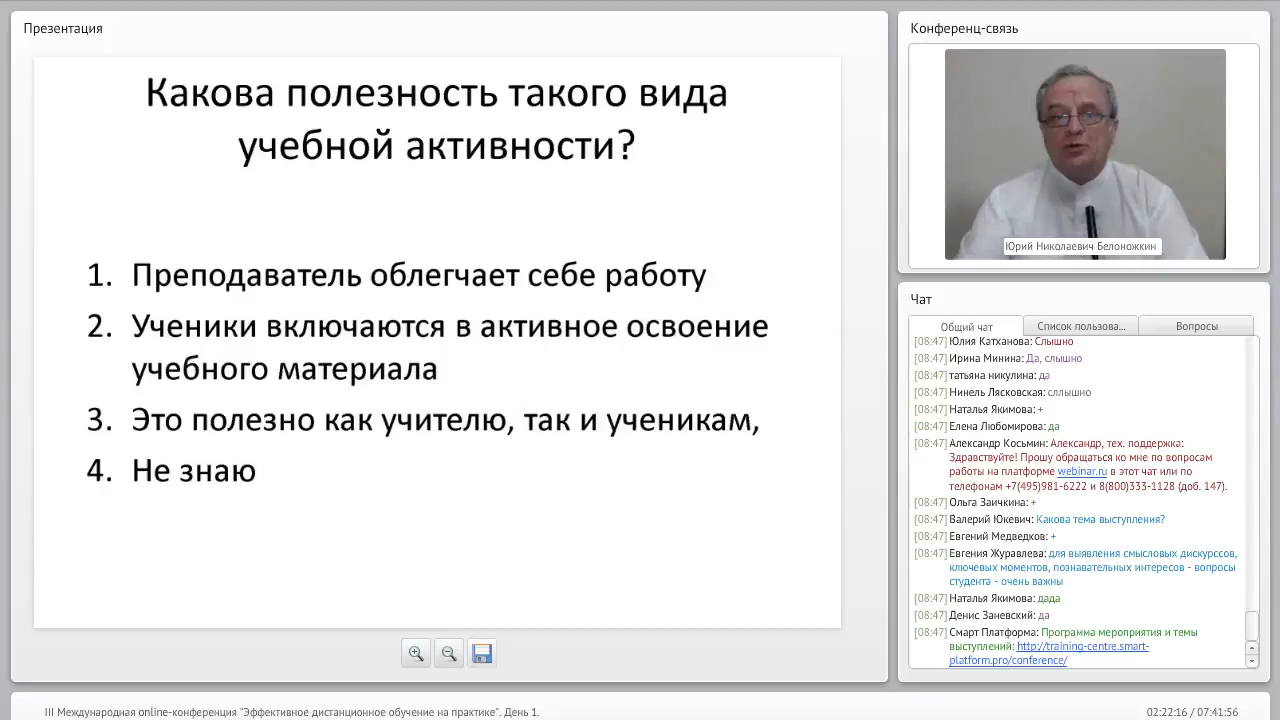 Презентация
Какова полезность такого вида
учебной активности?
1. Преподаватель облегчает себе работу
2. Ученики включаются в активное освоение
учебного материала
3. Это полезно как учителю, так и ученикам,
4. Не знаю
Конференц-связь
Юрий Николаевич Белоножкин
Чат
Общий чат
Список пользова...
Вопросы
[08:47] Юлия Катханова: Слышно
[08:47] Ирина Минина: Да, слышно
[08:47] татьяна никулина: да
[08:47] Нинель Лясковская: сллышно
[08:47] Наталья Якимова: +
[08:47] Елена Любомирова: да
[08:47] Александр Косьмин: Александр, тех. поддержка:
Здравствуйте! Прошу обращаться ко мне по вопросам
работы на платформе webinar.ru в этот чат или по
телефонам +7(495)981-6222 и 8(800)333-1128 (доб. 147).
[08:47] Ольга Заичкина: +
[08:47] Валерий Юкевич: Какова тема выступления?
[08:47] Евгений Медведков: +
[08:47] Евгения Журавлева: для выявления смысловых дискурссов,
ключевых моментов, познавательных интересов - вопросы
студента - очень важны
[08:47] Наталья Якимова: дада
[08:47] Денис Заневский: да
[08:47] Смарт Платформа: Программа мероприятия и темы
выступлений: http://training-centre.smart-
platform.pro/conference/
III Международная online-конференция "Эффективное дистанционное обучение на практике". День 1.
02:22:16 / 07:41:56